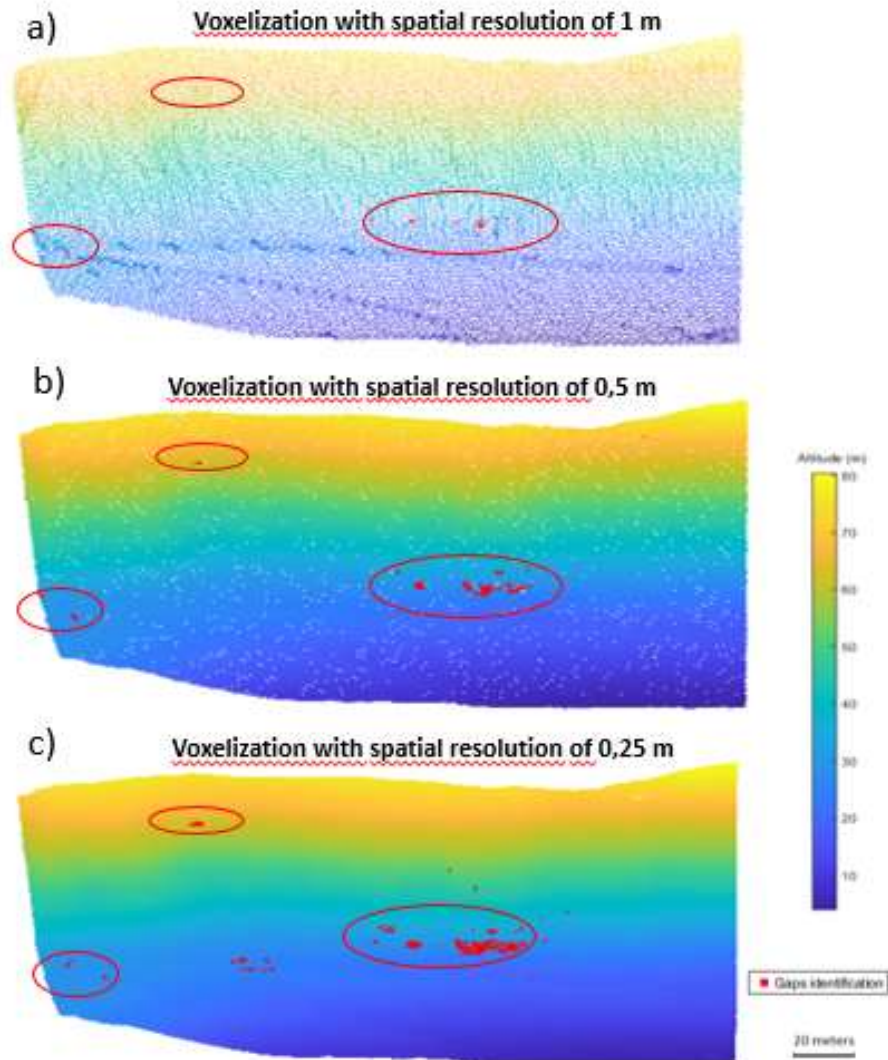 a)
Voxelization with spatial resolution of 1 m
b)
Voxelization with spatial resolution of 0,5 m
Altitude (m)
80
70
60
50
40
30
20
10
c)
Voxelization with spatial resolution of 0,25 m
Gaps identification
20 meters